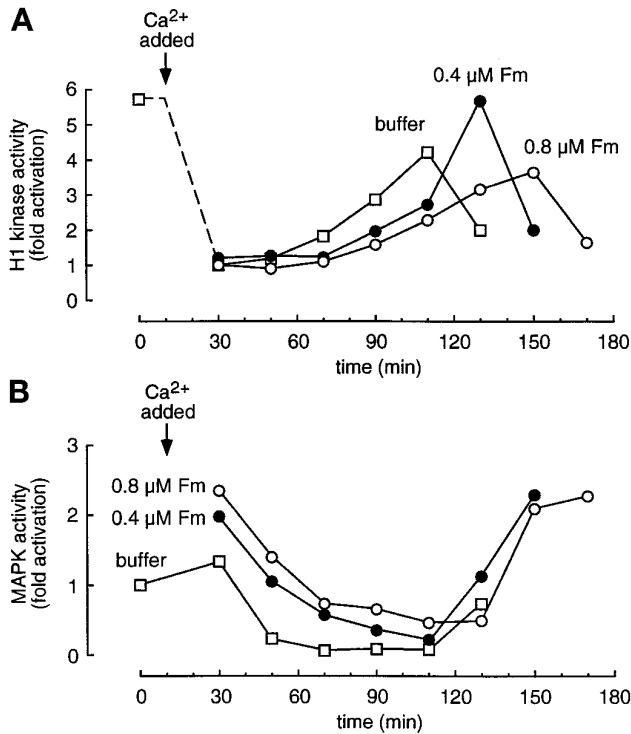 A
Ca2+
added
0.4 µM Fm
buffer
0.8 µM Fm
H1 kinase activity
(fold activation)
6
5
4
3
2
1
0
0 30 60 90 120 150 180
time (min)
B
Ca2+
added
0.8 µM Fm
0.4 µM Fm
buffer
MAPK activity
(fold activation)
3
2
1
0
0 30 60 90 120 150 180
time (min)